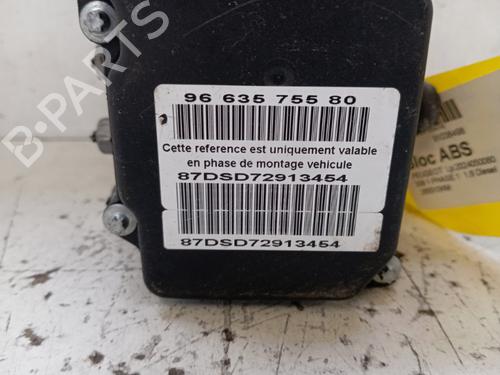 B-PARTS
96 635 755 80
Cette reference est uniquement valable
en phase de montage vehicule
87DSD72913454
87DSD72913454
Bloc ABS
PEUGEOT